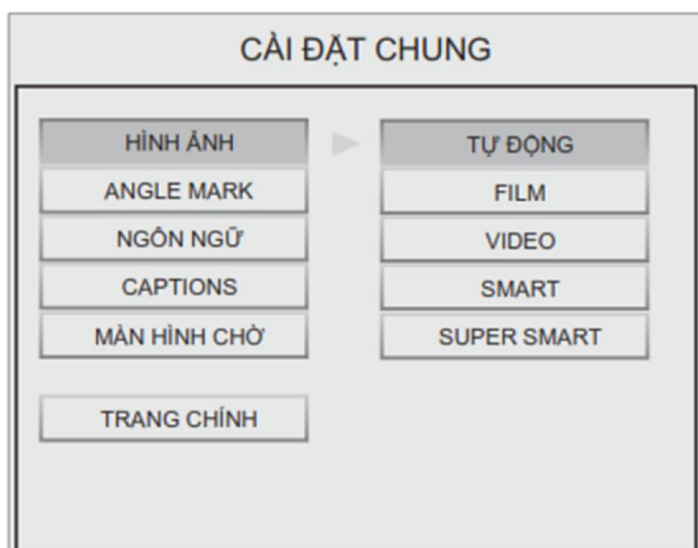 CÀI ĐẶT CHUNG
HÌNH ẢNH
ANGLE MARK
NGÔN NGỮ
CAPTIONS
MÀN HÌNH CHỜ
TRANG CHÍNH
TỰ ĐỘNG
FILM
VIDEO
SMART
SUPER SMART